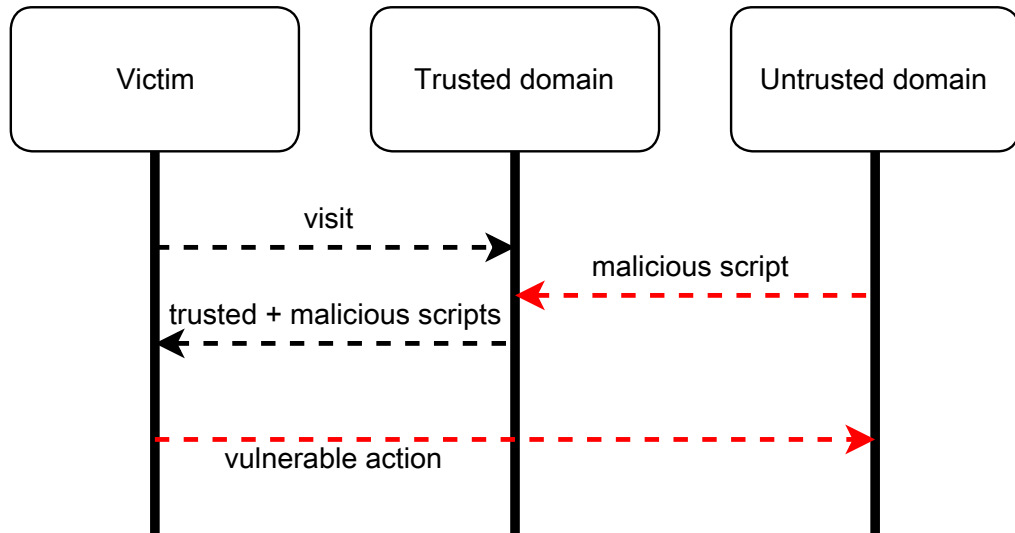 Victim
Trusted domain
Untrusted domain
visit
malicious script
trusted + malicious scripts
vulnerable action